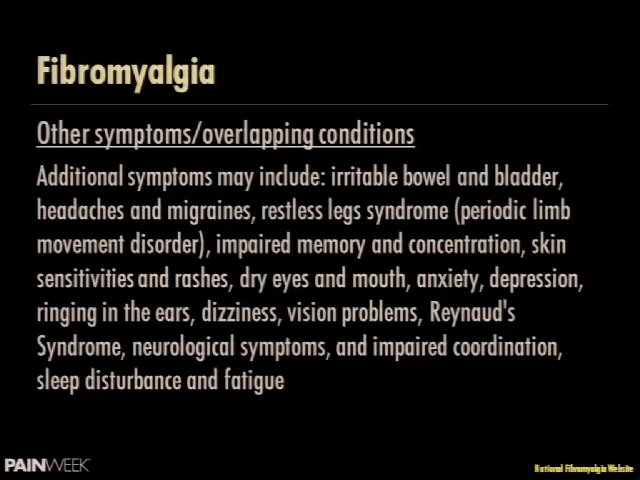 Fibromyalgia
Other symptoms/overlapping conditions
Additional symptoms may include: irritable bowel and bladder,
headaches and migraines, restless legs syndrome (periodic limb
movement disorder), impaired memory and concentration, skin
sensitivities and rashes, dry eyes and mouth, anxiety, depression,
ringing in the ears, dizziness, vision problems, Reynaud's
Syndrome, neurological symptoms, and impaired coordination,
sleep disturbance and fatigue
PAINWEEK
National Fibromyalgia Website